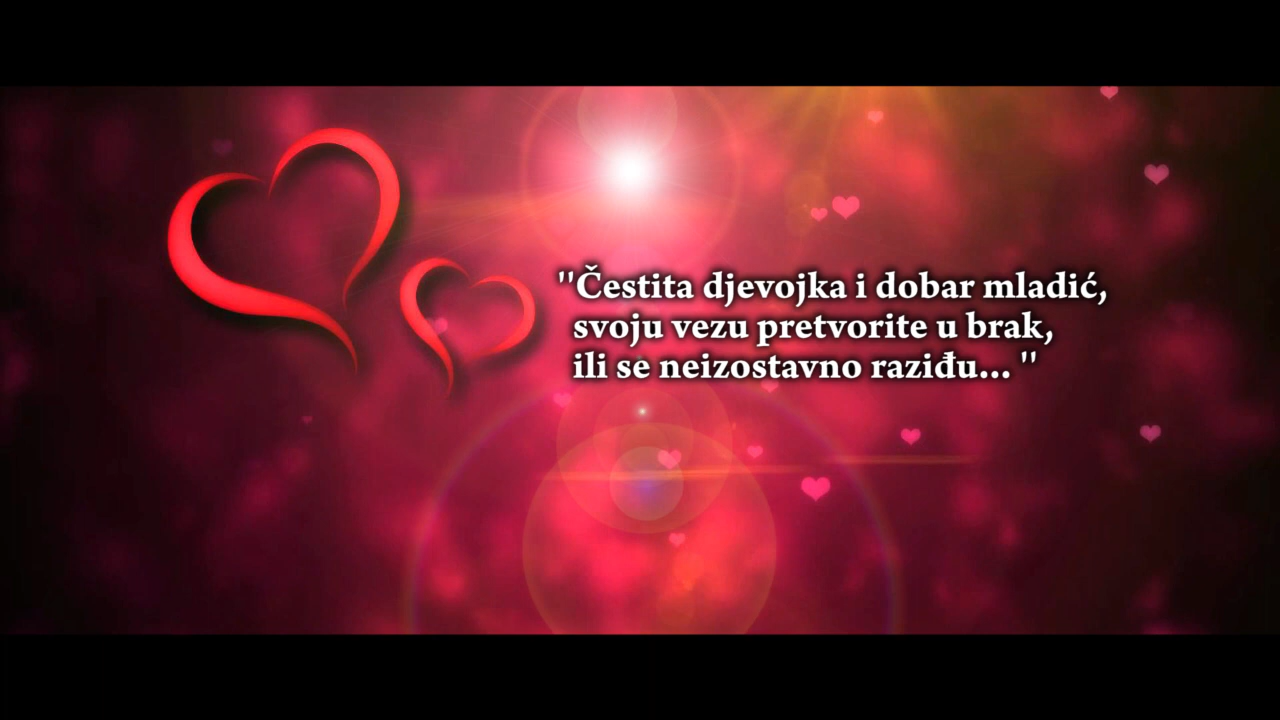 "Čestita djevojka i dobar mladić,
svoju vezu pretvorite u brak,
ili se neizostavno raziđu... "